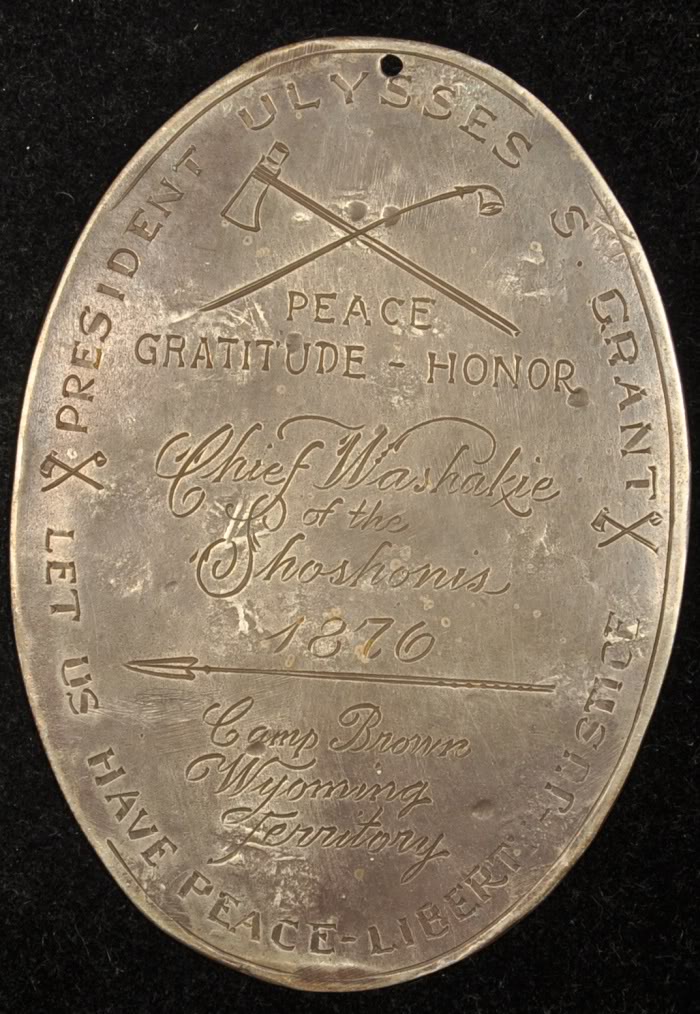 PRESIDENT ULYSSES S. GRANT
PEACE
GRATITUDE - HONOR
Chief Washakie
of the
Shoshonis
1876
Camp Brown
Wyoming
Territory
LET US HAVE PEACE-LIBERTY-JUSTICE